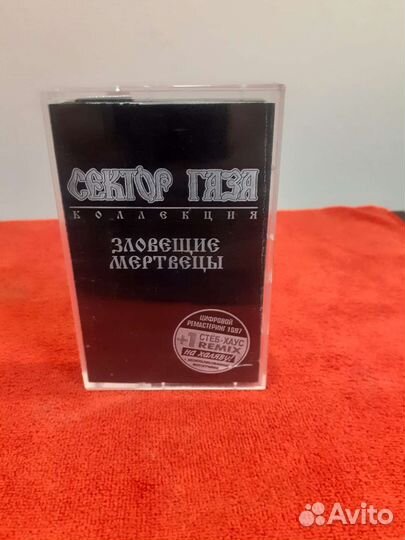 СЕКТОР ГАЗА
КОЛЛЕКЦИЯ
ЗЛОВЕЩИЕ
МЕРТВЕЦЫ
ЦИФРОВОЙ
РЕМАСТЕРИНГ 1997
+1 СТЕБ-ХАУС
REMIX
НА ХАЛЯВУ!
Avito